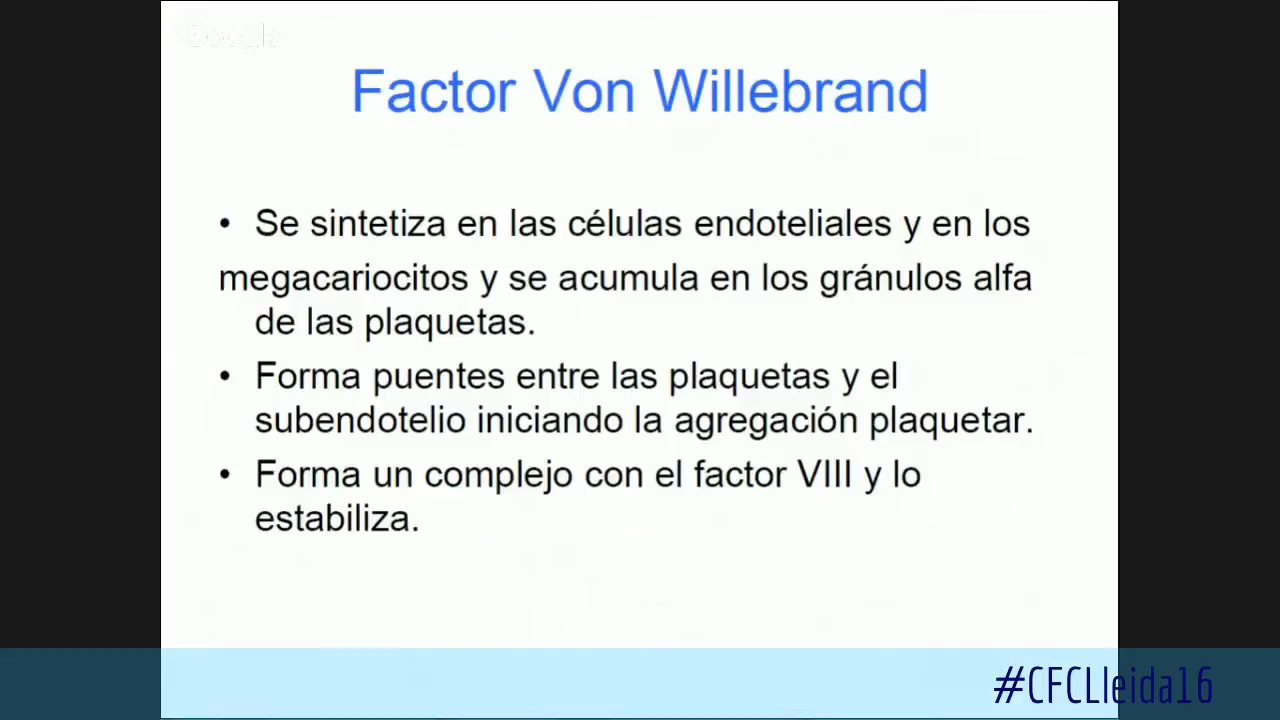 Google
Factor Von Willebrand
• Se sintetiza en las células endoteliales y en los
megacariocitos y se acumula en los gránulos alfa
de las plaquetas.
• Forma puentes entre las plaquetas y el
subendotelio iniciando la agregación plaquetar.
• Forma un complejo con el factor VIII y lo
estabiliza.
#CFCLleida16